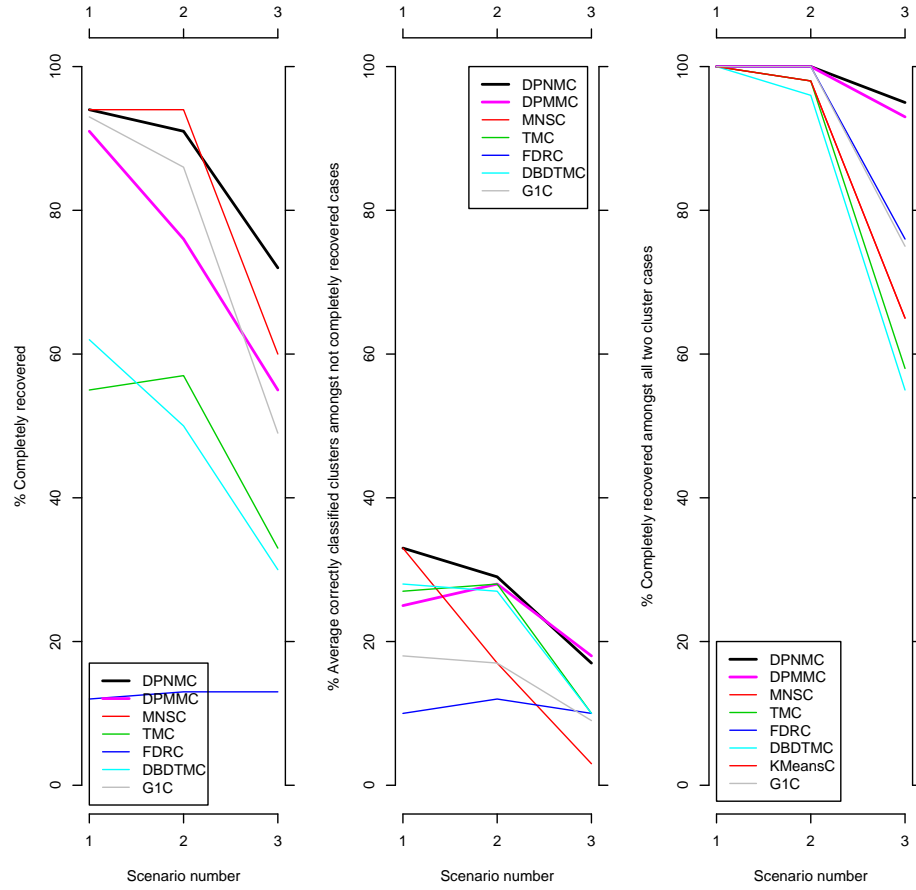 1 2 3
% Completely recovered
0 20 40 60 80 100
DPNMC
DPMMC
MNSC
TMC
FDRC
DBDTMC
G1C
1 2 3
Scenario number
1 2 3
% Average correctly classified clusters amongst not completely recovered cases
0 20 40 60 80 100
DPNMC
DPMMC
MNSC
TMC
FDRC
DBDTMC
G1C
1 2 3
Scenario number
1 2 3
% Completely recovered amongst all two cluster cases
0 20 40 60 80 100
DPNMC
DPMMC
MNSC
TMC
FDRC
DBDTMC
KMeansC
G1C
1 2 3
Scenario number